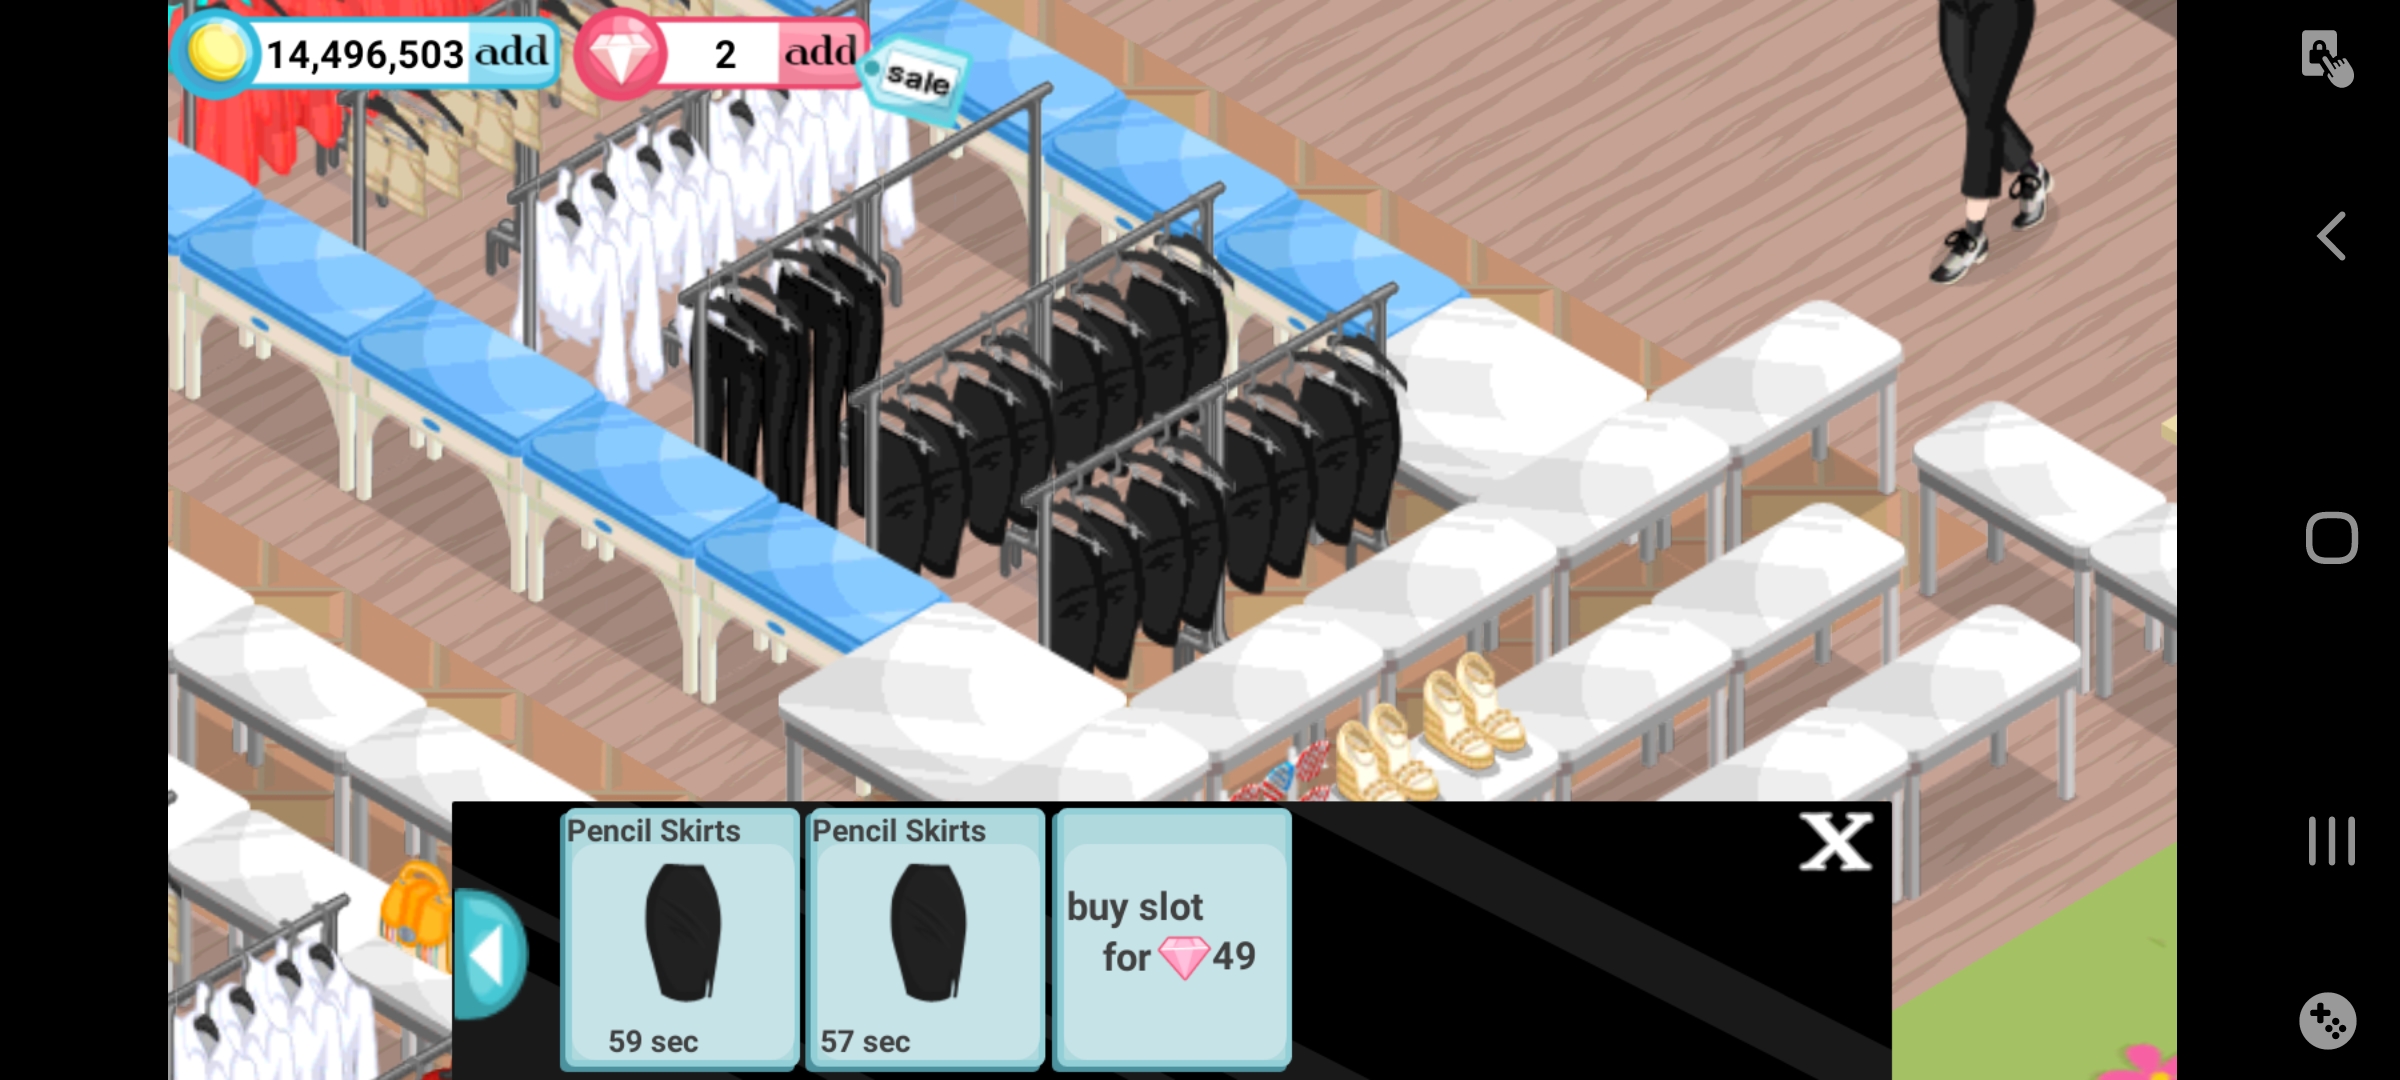 14,496,503 add
2 add
sale
Pencil Skirts
59 sec
Pencil Skirts
57 sec
buy slot
for 49
X